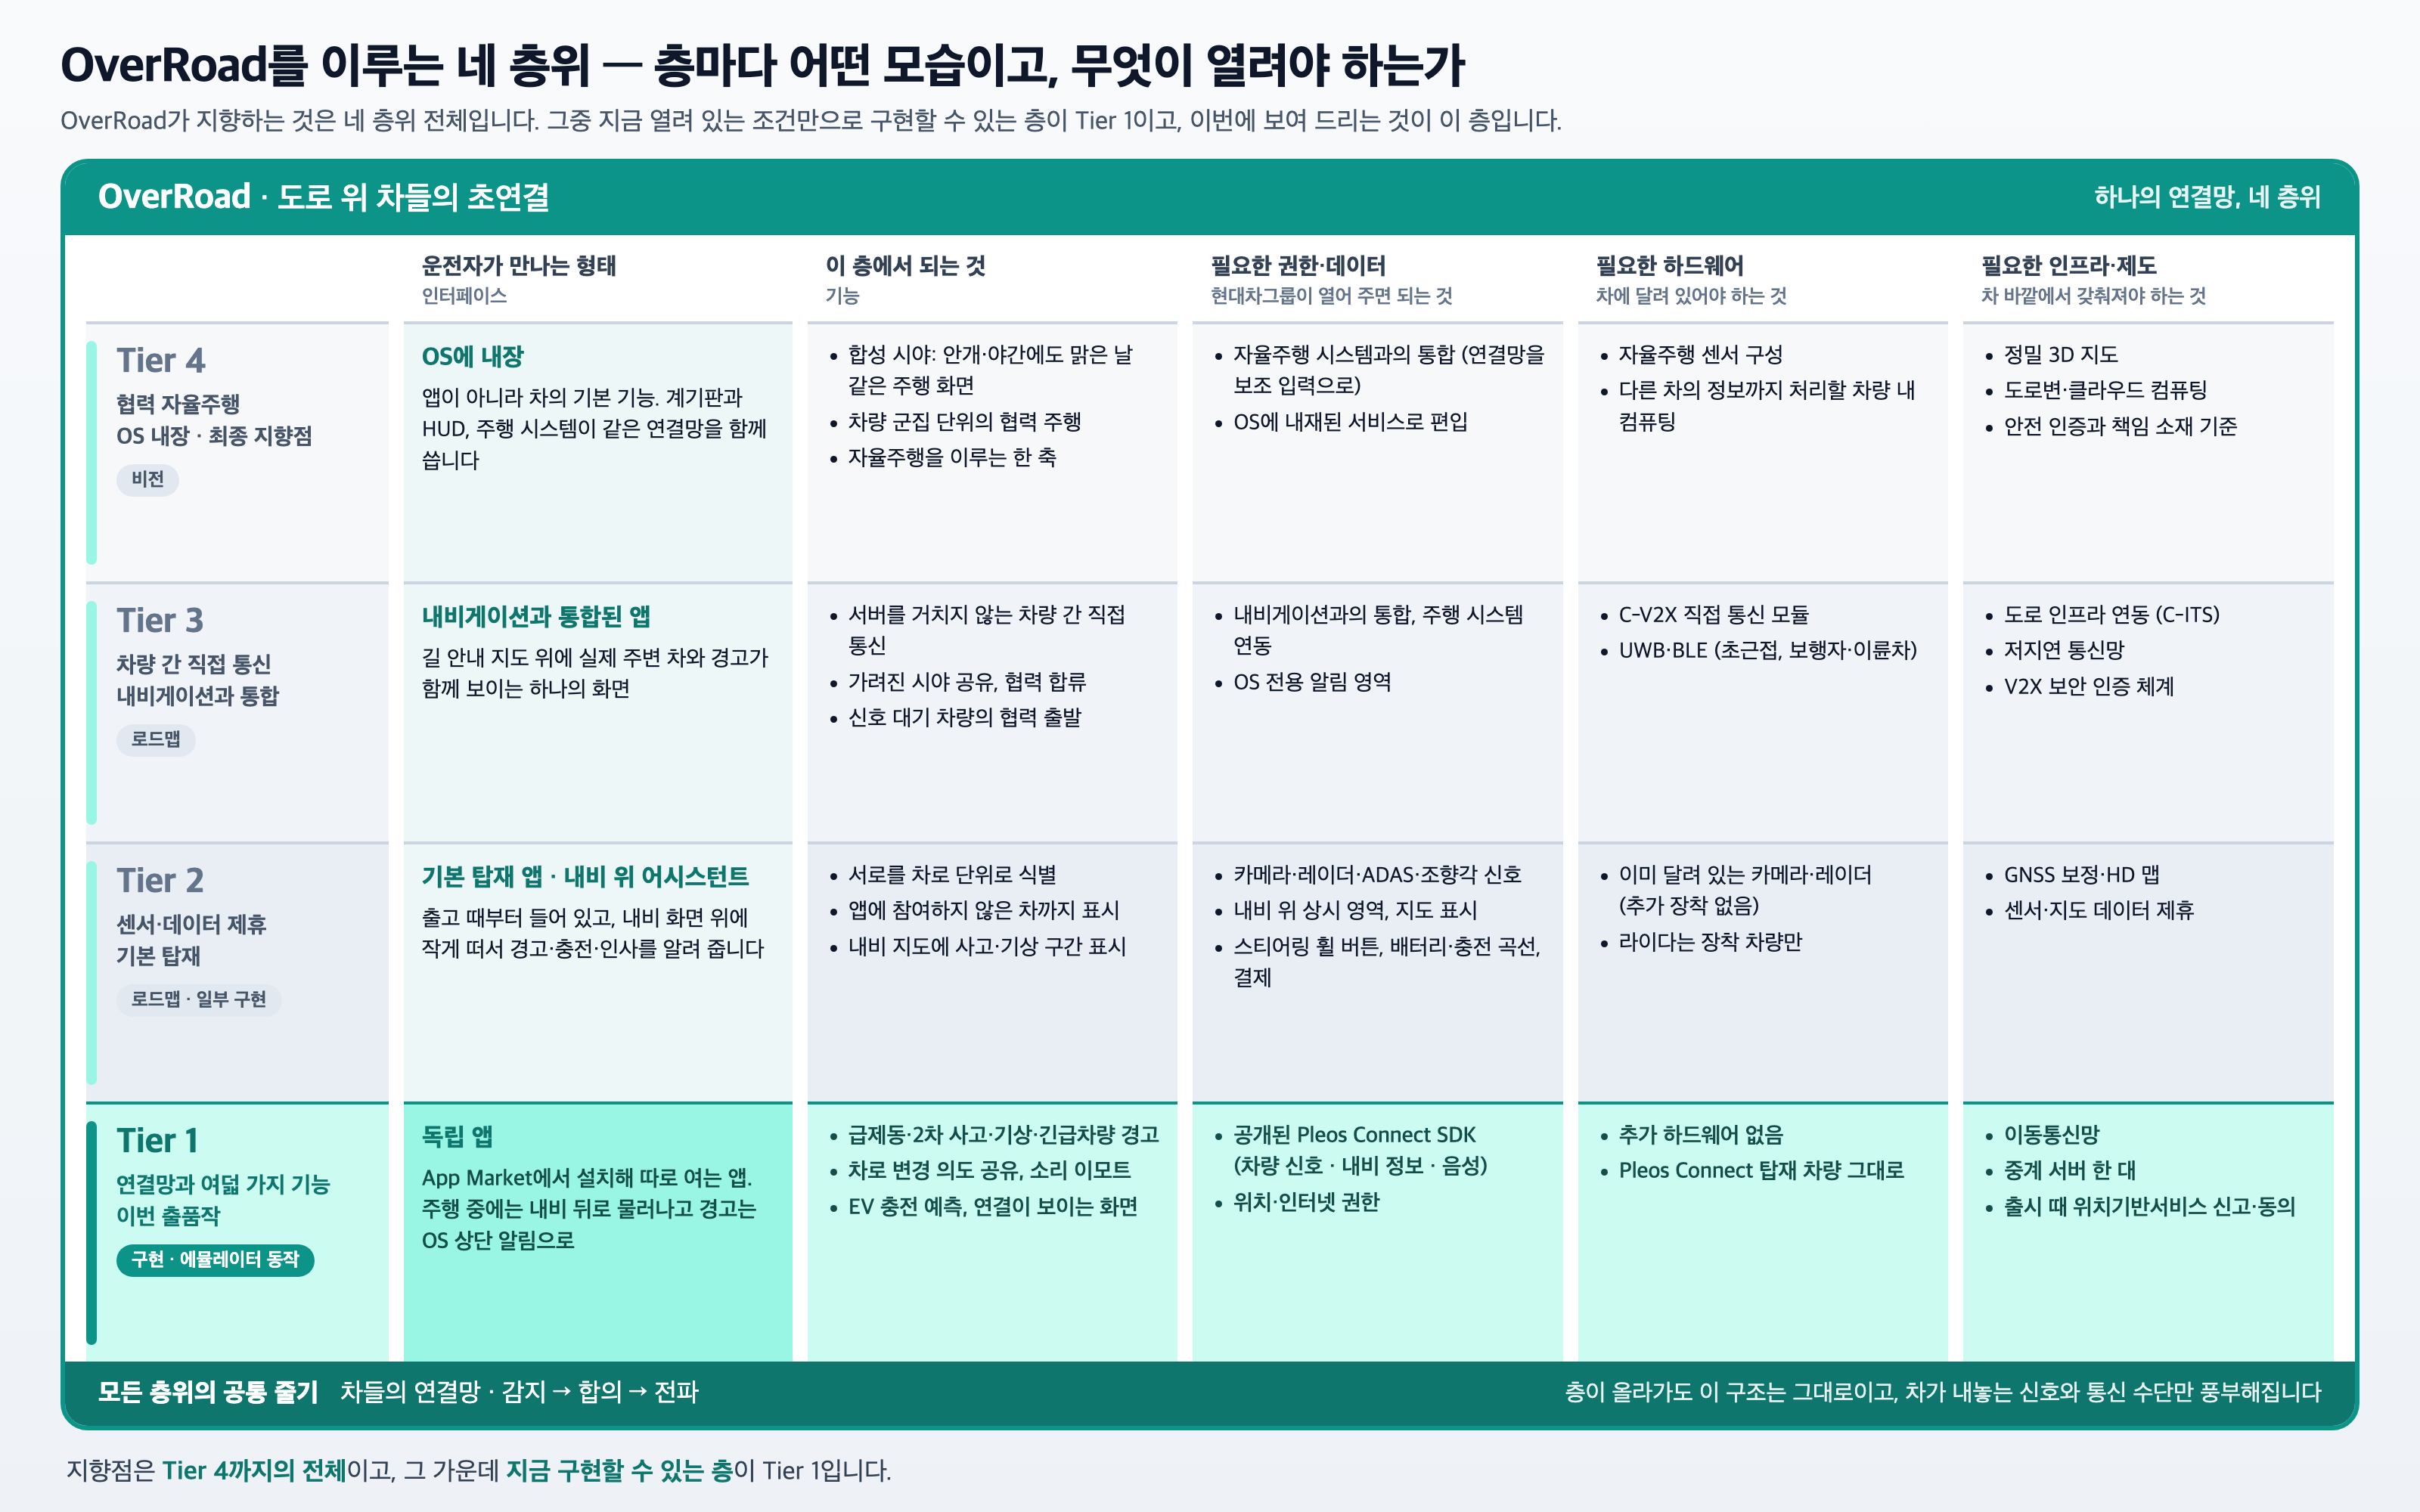 OverRoad를 이루는 네 층위 — 층마다 어떤 모습이고, 무엇이 열려야 하는가
OverRoad가 지향하는 것은 네 층위 전체입니다. 그중 지금 열려 있는 조건만으로 구현할 수 있는 층이 Tier 1이고, 이번에 보여 드리는 것이 이 층입니다.
OverRoad · 도로 위 차들의 초연결
하나의 연결망, 네 층위
운전자가 만나는 형태
인터페이스
이 층에서 되는 것
기능
필요한 권한·데이터
현대차그룹이 열어 주면 되는 것
필요한 하드웨어
차에 달려 있어야 하는 것
필요한 인프라·제도
차 바깥에서 갖춰져야 하는 것
Tier 4
협력 자율주행
OS 내장 · 최종 지향점
비전
OS에 내장
앱이 아니라 차의 기본 기능. 계기판과
HUD, 주행 시스템이 같은 연결망을 함께
씁니다
• 합성 시야: 안개·야간에도 맑은 날
같은 주행 화면
• 차량 군집 단위의 협력 주행
• 자율주행을 이루는 한 축
• 자율주행 시스템과의 통합 (연결망을
보조 입력으로)
• OS에 내재된 서비스로 편입
• 자율주행 센서 구성
• 다른 차의 정보까지 처리할 차량 내
컴퓨팅
• 정밀 3D 지도
• 도로변·클라우드 컴퓨팅
• 안전 인증과 책임 소재 기준
Tier 3
차량 간 직접 통신
내비게이션과 통합
로드맵
내비게이션과 통합된 앱
길 안내 지도 위에 실제 주변 차와 경고가
함께 보이는 하나의 화면
• 서버를 거치지 않는 차량 간 직접
통신
• 가려진 시야 공유, 협력 합류
• 신호 대기 차량의 협력 출발
• 내비게이션과의 통합, 주행 시스템
연동
• OS 전용 알림 영역
• C-V2X 직접 통신 모듈
• UWB·BLE (초근접, 보행자·이륜차)
• 도로 인프라 연동 (C-ITS)
• 저지연 통신망
• V2X 보안 인증 체계
Tier 2
센서·데이터 제휴
기본 탑재
로드맵 · 일부 구현
기본 탑재 앱 · 내비 위 어시스턴트
출고 때부터 들어 있고, 내비 화면 위에
작게 떠서 경고·충전·인사를 알려 줍니다
• 서로를 차로 단위로 식별
• 앱에 참여하지 않은 차까지 표시
• 내비 지도에 사고·기상 구간 표시
• 카메라·레이더·ADAS·조향각 신호
• 내비 위 상시 영역, 지도 표시
• 스티어링 휠 버튼, 배터리·충전 곡선,
결제
• 이미 달려 있는 카메라·레이더
(추가 장착 없음)
• 라이다는 장착 차량만
• GNSS 보정·HD 맵
• 센서·지도 데이터 제휴
Tier 1
연결망과 여덟 가지 기능
이번 출품작
구현 · 에뮬레이터 동작
독립 앱
App Market에서 설치해 따로 여는 앱.
주행 중에는 내비 뒤로 물러나고 경고는
OS 상단 알림으로
• 급제동·2차 사고·기상·긴급차량 경고
• 차로 변경 의도 공유, 소리 이모트
• EV 충전 예측, 연결이 보이는 화면
• 공개된 Pleos Connect SDK
(차량 신호 · 내비 정보 · 음성)
• 위치·인터넷 권한
• 추가 하드웨어 없음
• Pleos Connect 탑재 차량 그대로
• 이동통신망
• 중계 서버 한 대
• 출시 때 위치기반서비스 신고·동의
모든 층위의 공통 줄기 차들의 연결망 · 감지 → 합의 → 전파
층이 올라가도 이 구조는 그대로이고, 차가 내놓는 신호와 통신 수단만 풍부해집니다
지향점은 Tier 4까지의 전체이고, 그 가운데 지금 구현할 수 있는 층이 Tier 1입니다.